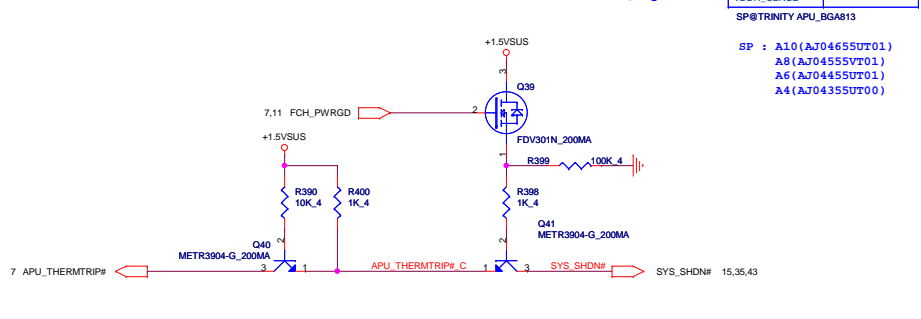 SP@TRINITY APU_BGA813
SP : A10(AJ04655UT01)
A8(AJ04555VT01)
A6(AJ04455UT01)
A4(AJ04355UT00)
+1.5VSUS
3
Q39
7,11 FCH_PWRGD
2
FDV301N_200MA
+1.5VSUS
1
R399
100K_4
R390
10K_4
R400
1K_4
R398
1K_4
Q40
METR3904-G_200MA
2
Q41
METR3904-G_200MA
2
7 APU_THERMTRIP#
3
1
APU_THERMTRIP#_C
1
3
SYS_SHDN#
SYS_SHDN# 15,35,43